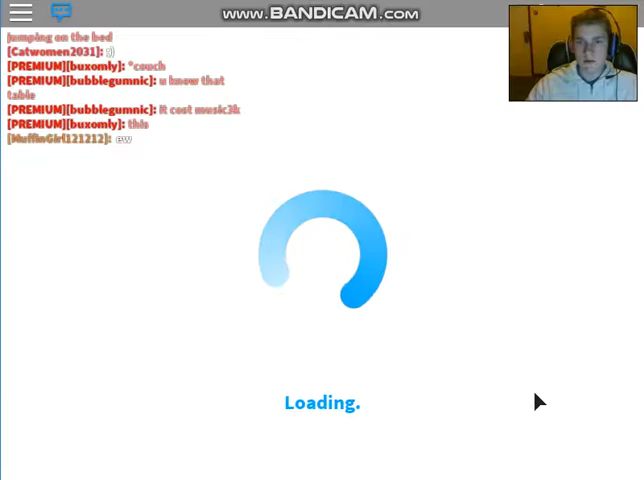 www.BANDICAM.com
jumping on the bed
[Catwomen2031]: :)
[PREMIUM][buxomly]: *couch
[PREMIUM][bubblegumnic]: u know that
table
[PREMIUM][bubblegumnic]: It cost music3k
[PREMIUM][buxomly]: this
[MuffinGirl121212]: ew
Loading.